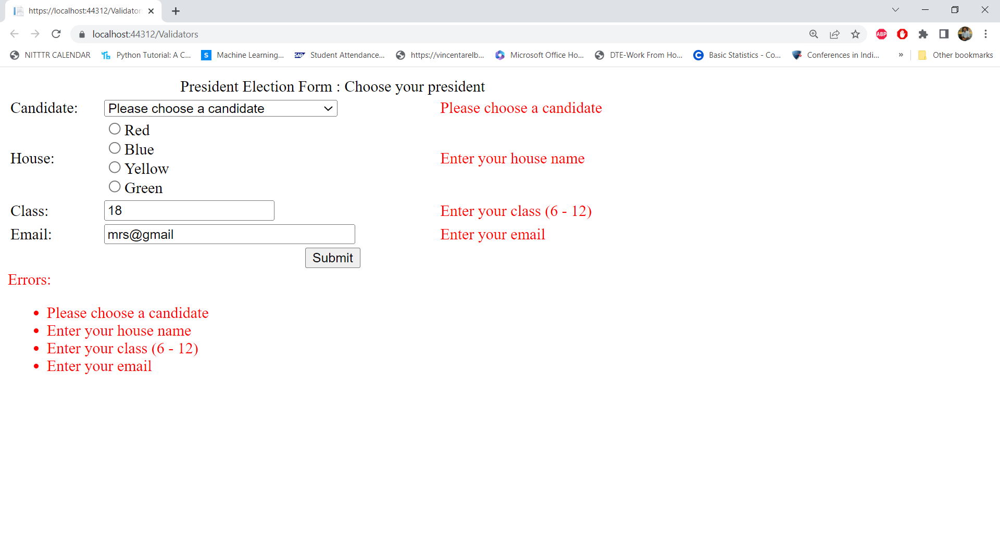 https://localhost:44312/Validator
localhost:44312/Validators
ABP
NITTTR CALENDAR
Python Tutorial: A C...
S
Machine Learning...
SAP
Student Attendance...
https://vincentarelb...
Microsoft Office Ho...
DTE-Work From Ho...
C
Basic Statistics - Co...
Conferences in Indi...
»
Other bookmarks
President Election Form : Choose your president
Candidate: Please choose a candidate Please choose a candidate
Red
Blue
House: Enter your house name
Yellow
Green
Class: 18 Enter your class (6 - 12)
Email: mrs@gmail Enter your email
Submit
Errors:
• Please choose a candidate
• Enter your house name
• Enter your class (6 - 12)
• Enter your email